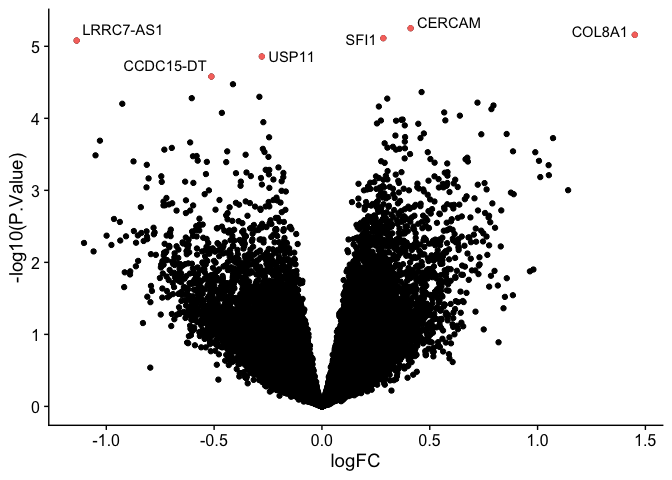 LRRC7-AS1
CERCAM
COL8A1
SFI1
USP11
CCDC15-DT
5
4
3
2
1
0
-log10(P.Value)
-1.0
-0.5
0.0
0.5
1.0
1.5
logFC